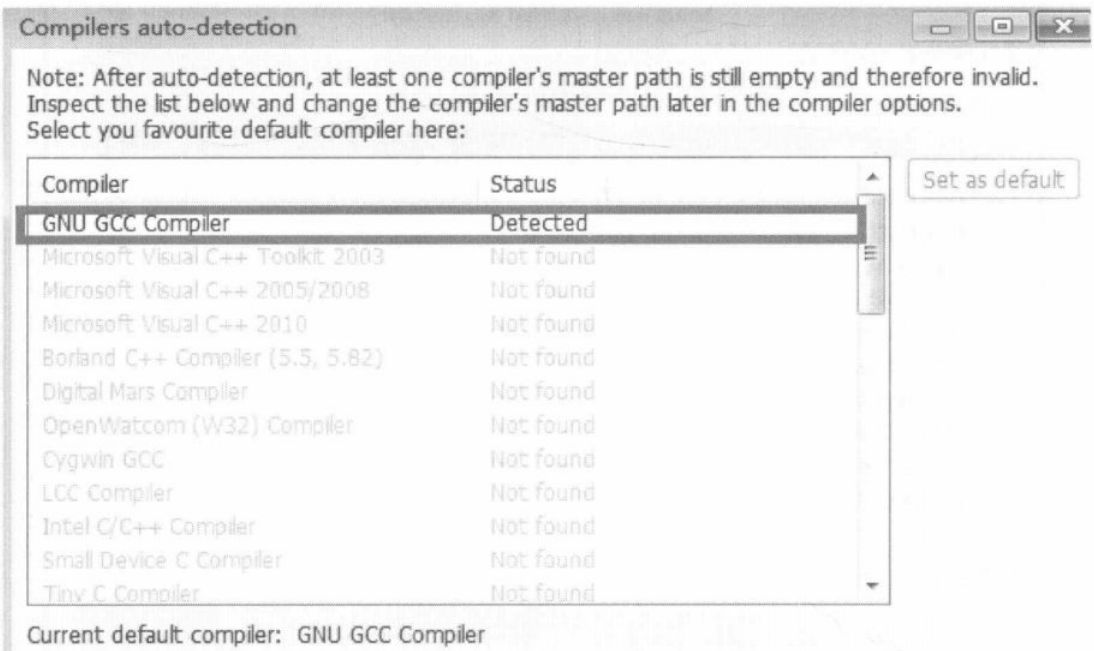 Compilers auto-detection
Note: After auto-detection, at least one compiler's master path is still empty and therefore invalid.
Inspect the list below and change the compiler's master path later in the compiler options.
Select you favourite default compiler here:
Compiler Status
Set as default
GNU GCC Compiler Detected
Microsoft Visual C++ Toolkit 2003 Not found
Microsoft Visual C++ 2005/2008 Not found
Microsoft Visual C++ 2010 Not found
Borland C++ Compiler (5.5, 5.82) Not found
Digital Mars Compiler Not found
OpenWatcom (W32) Compiler Not found
Cygwin GCC Not found
LCC Compiler Not found
Intel C/C++ Compiler Not found
Small Device C Compiler Not found
Tiny C Compiler Not found
Current default compiler: GNU GCC Compiler